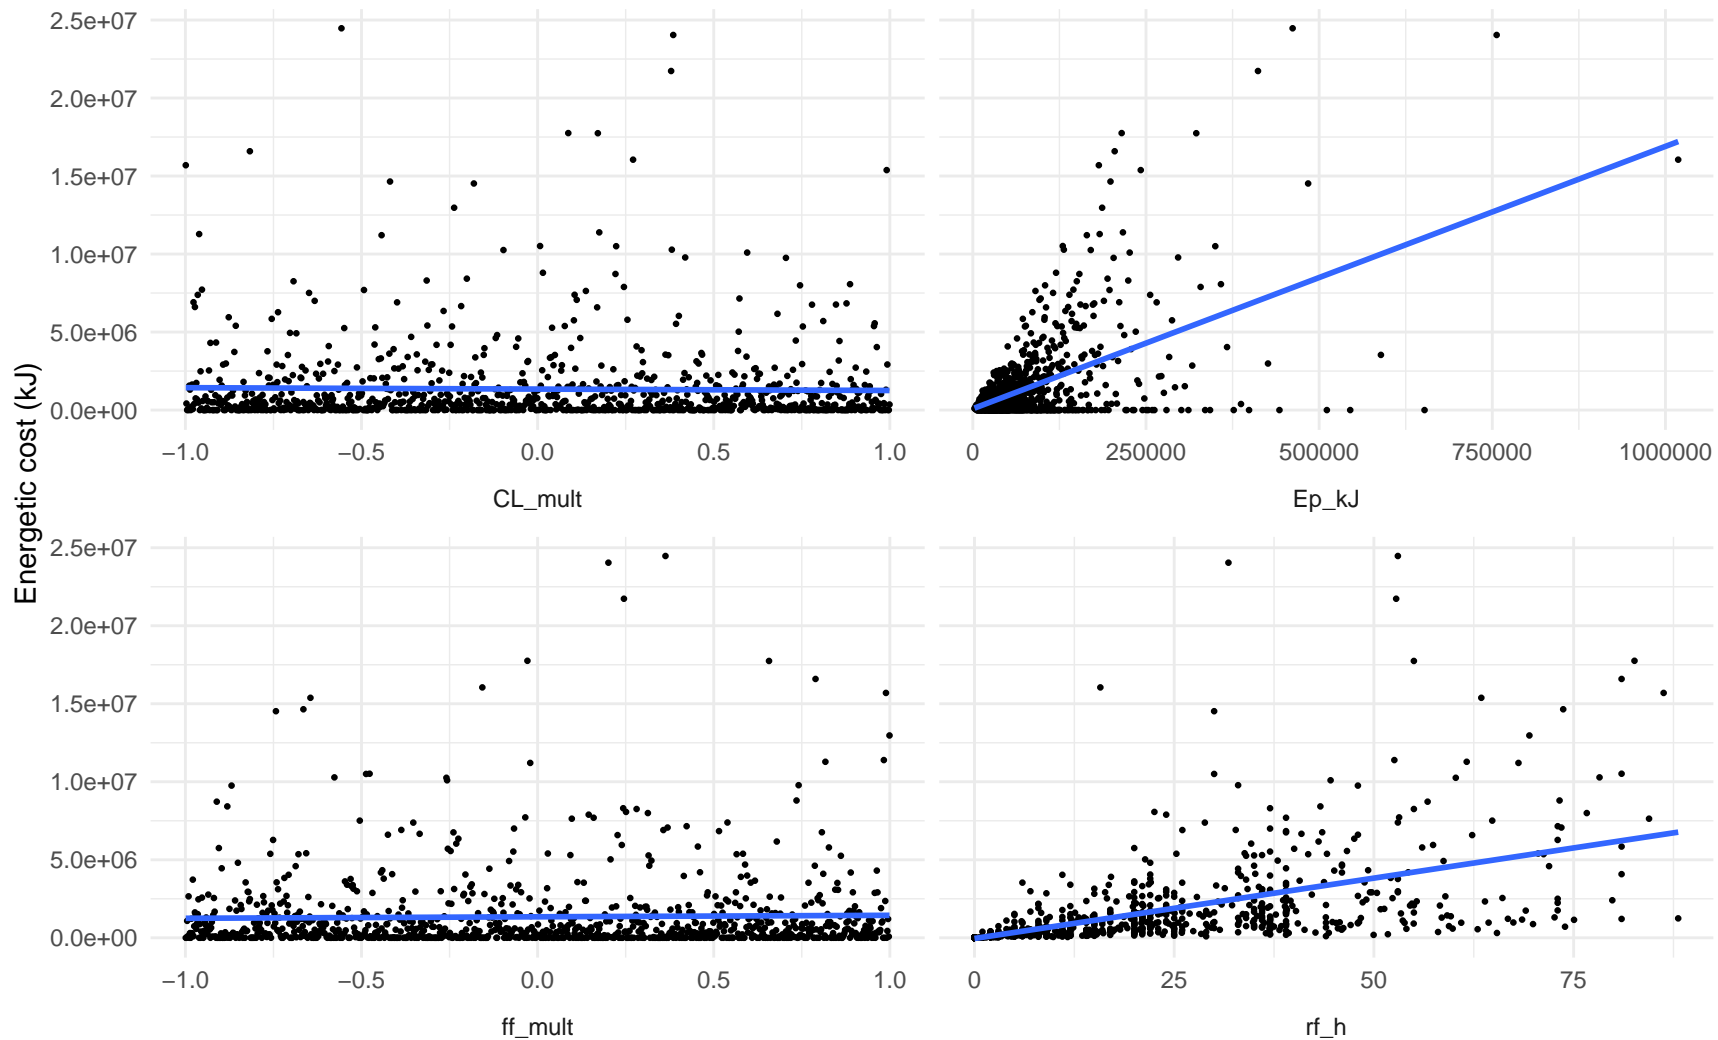 Energetic cost (kJ)
2.5e+07
2.0e+07
1.5e+07
1.0e+07
5.0e+06
0.0e+00
−1.0 −0.5 0.0 0.5 1.0
CL_mult
0 250000 500000 750000 1000000
Ep_kJ
2.5e+07
2.0e+07
1.5e+07
1.0e+07
5.0e+06
0.0e+00
−1.0 −0.5 0.0 0.5 1.0
ff_mult
0 25 50 75
rf_h